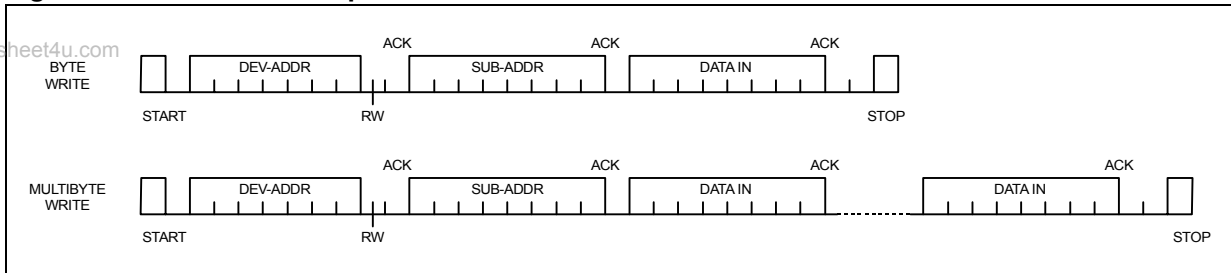 sheet4u.com
ACK ACK ACK
BYTE
WRITE
DEV-ADDR SUB-ADDR DATA IN
START RW STOP
ACK ACK ACK ACK
MULTIBYTE
WRITE
DEV-ADDR SUB-ADDR DATA IN DATA IN
START RW STOP